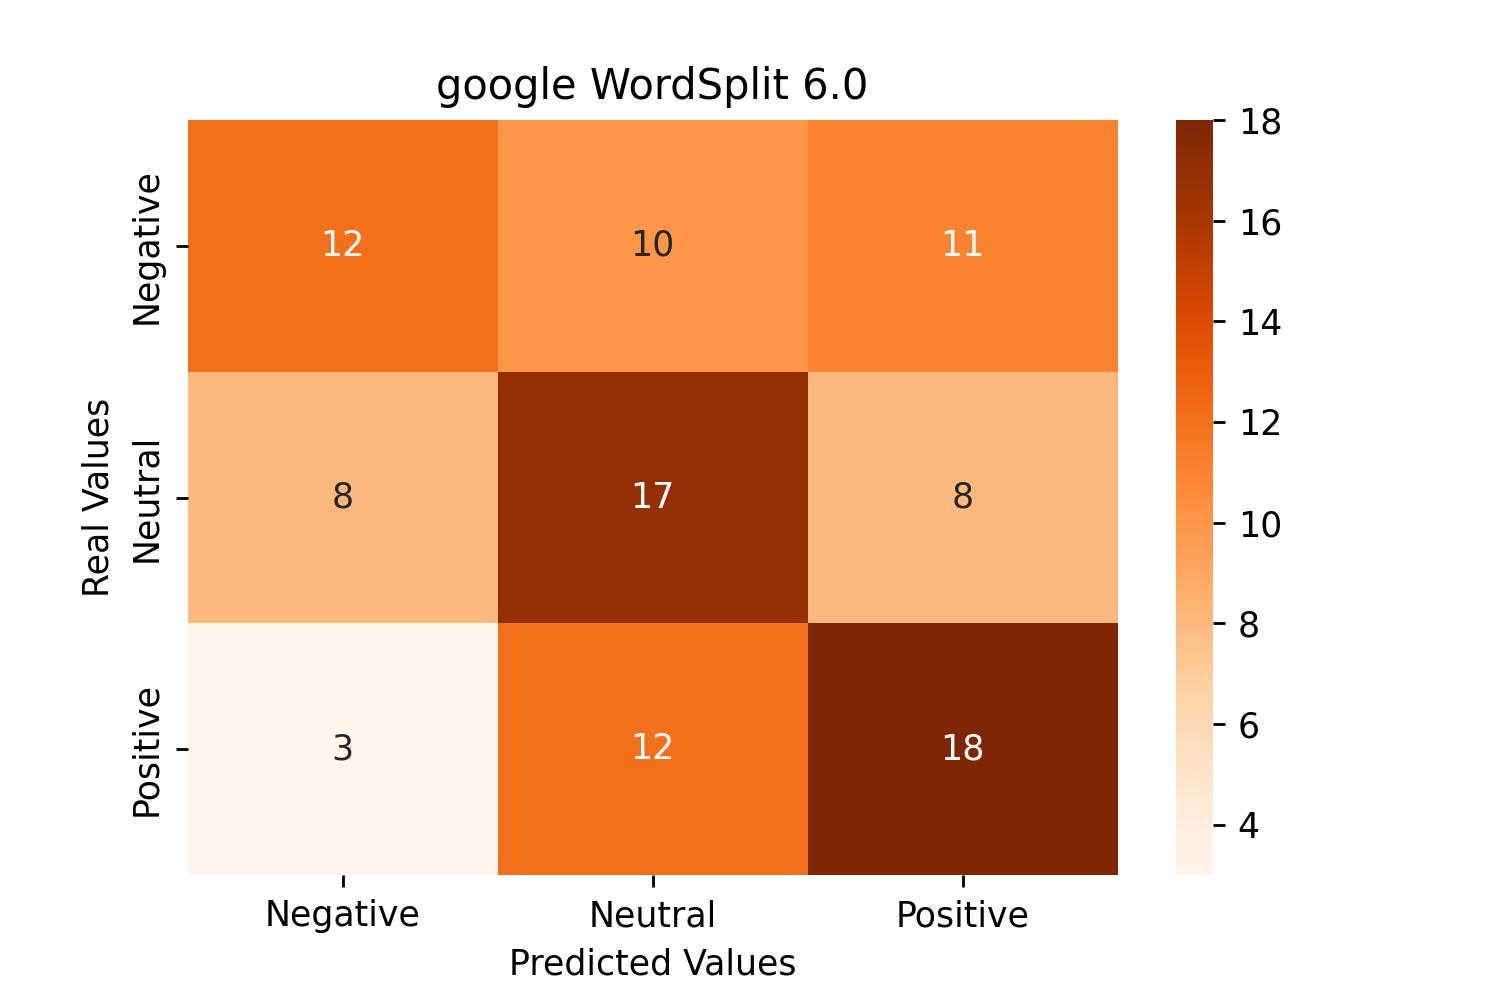 google WordSplit 6.0
Real Values
Negative
12 10 11
Neutral
8 17 8
Positive
3 12 18
Negative Neutral Positive
Predicted Values
18
16
14
12
10
8
6
4